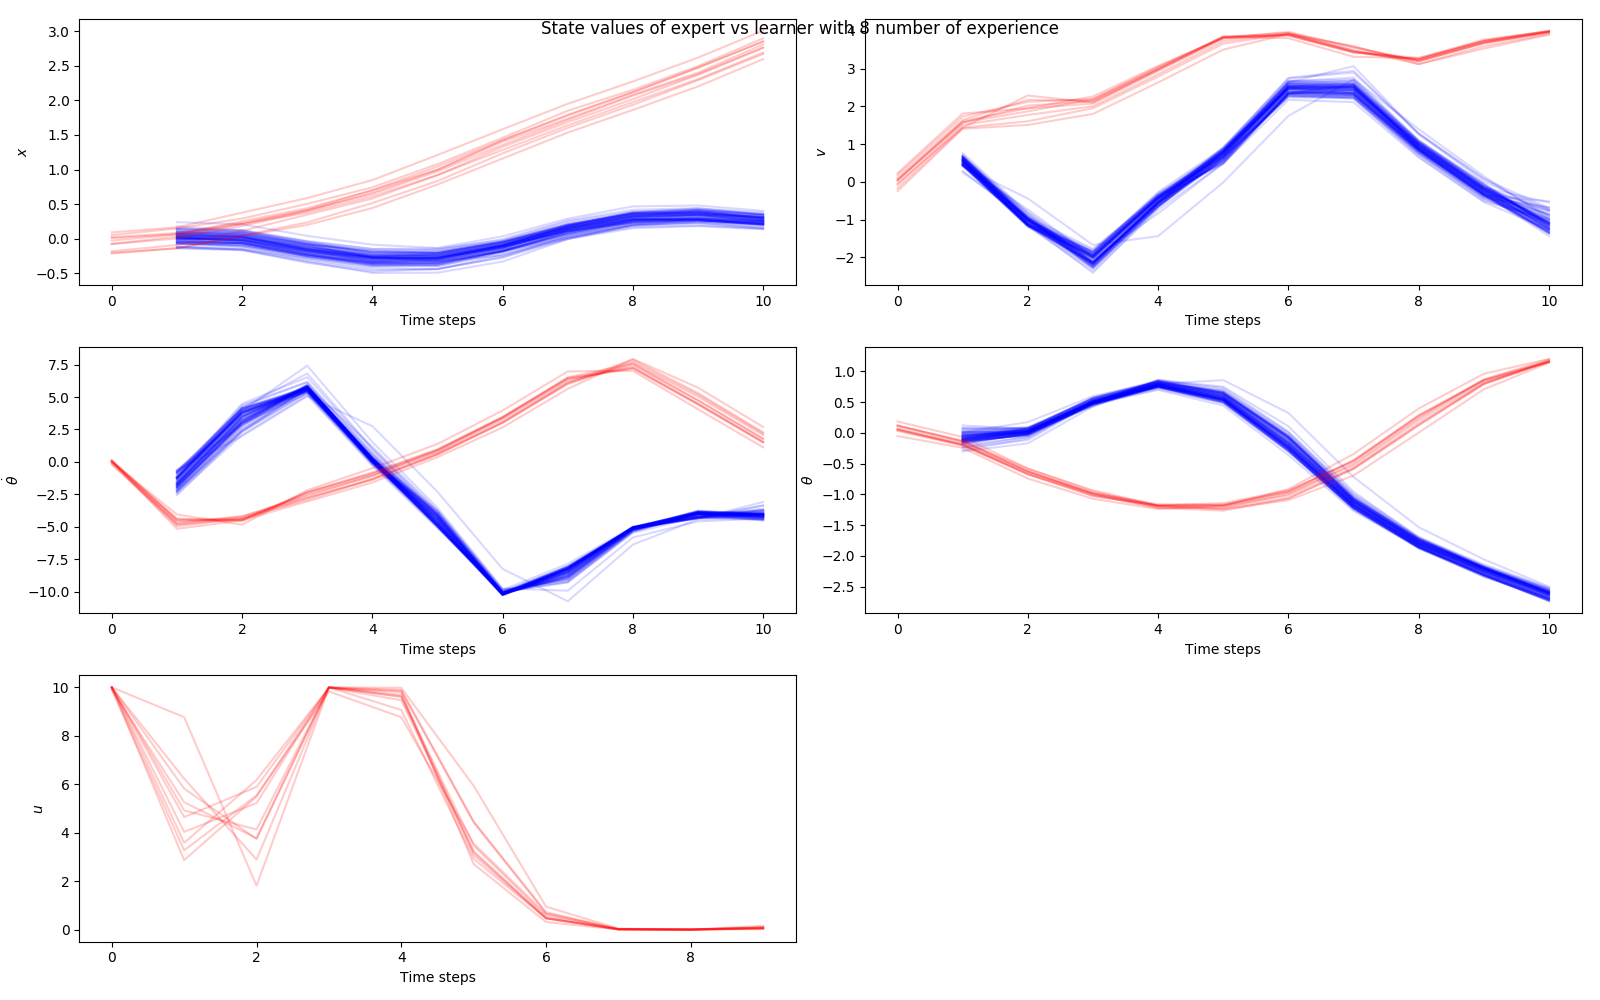 State values of expert vs learner with 8 number of experience
3.0
2.5
2.0
1.5
1.0
0.5
0.0
−0.5
x
0 2 4 6 8 10
Time steps
4
3
2
1
0
−1
−2
v
0 2 4 6 8 10
Time steps
7.5
5.0
2.5
0.0
−2.5
−5.0
−7.5
−10.0
θ̇
0 2 4 6 8 10
Time steps
1.0
0.5
0.0
−0.5
−1.0
−1.5
−2.0
−2.5
θ
0 2 4 6 8 10
Time steps
10
8
6
4
2
0
u
0 2 4 6 8
Time steps